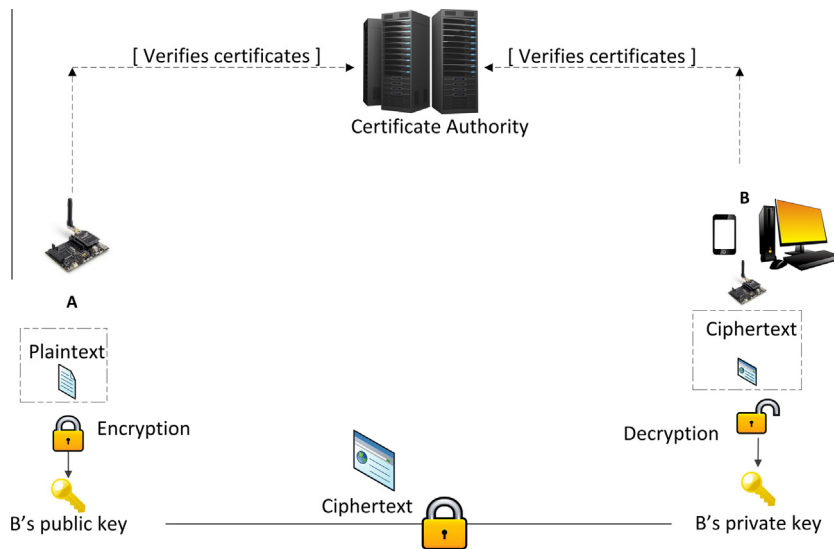 [ Verifies certificates ]
[ Verifies certificates ]
Certificate Authority
B
A
Plaintext
Ciphertext
Encryption
Decryption
Ciphertext
B's public key
B's private key